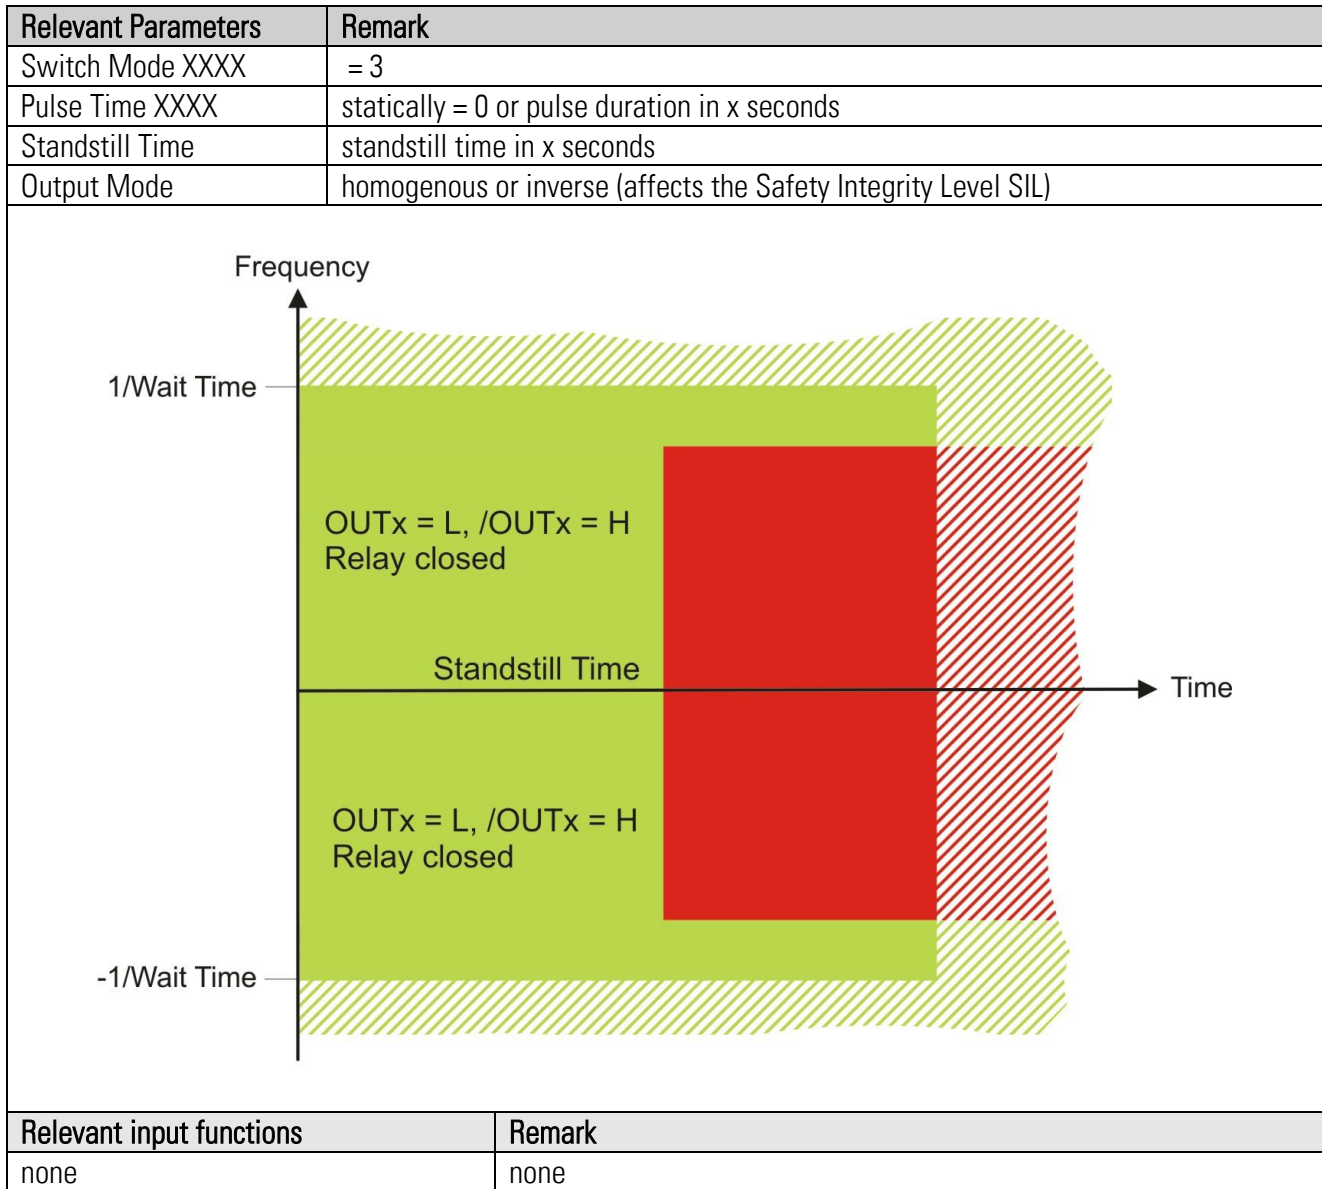 Relevant Parameters Remark
Switch Mode XXXX = 3
Pulse Time XXXX statically = 0 or pulse duration in x seconds
Standstill Time standstill time in x seconds
Output Mode homogenous or inverse (affects the Safety Integrity Level SIL)
Frequency
1/Wait Time
OUTx = L, /OUTx = H
Relay closed
Standstill Time
Time
OUTx = L, /OUTx = H
Relay closed
-1/Wait Time
Relevant input functions Remark
none none